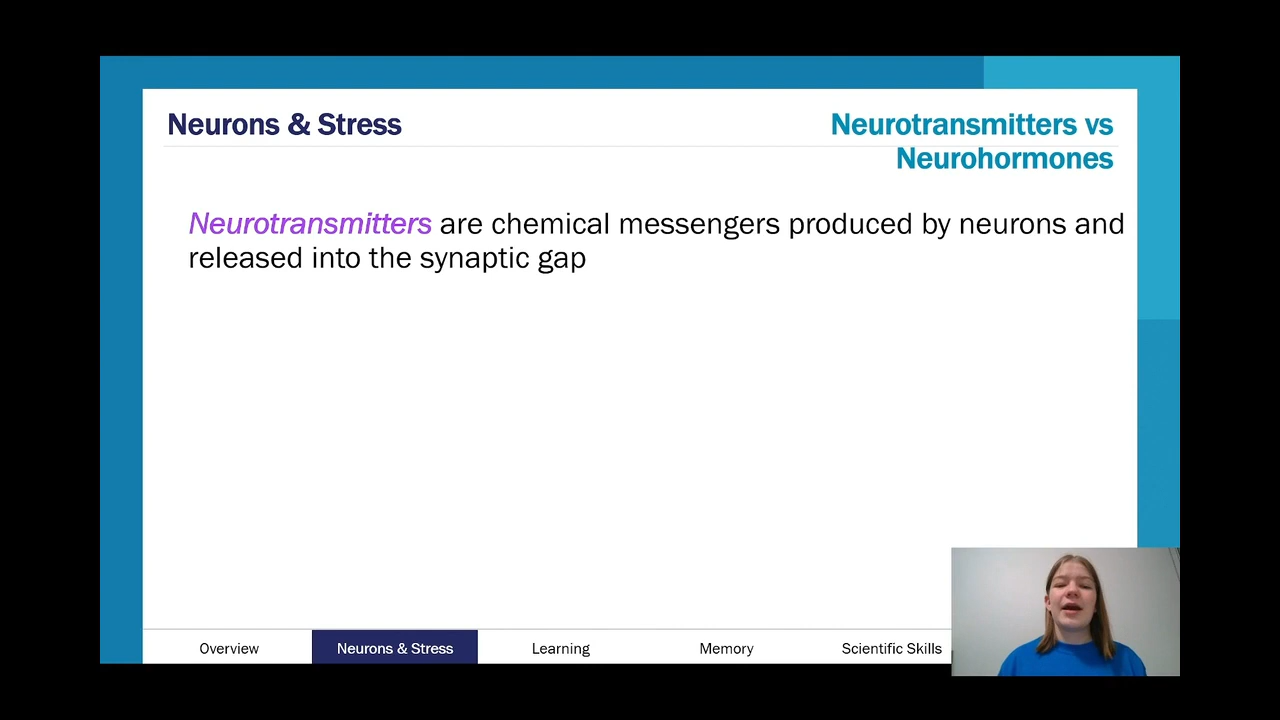 Neurons & Stress
Neurotransmitters vs
Neurohormones
Neurotransmitters are chemical messengers produced by neurons and
released into the synaptic gap
Overview
Neurons & Stress
Learning
Memory
Scientific Skills